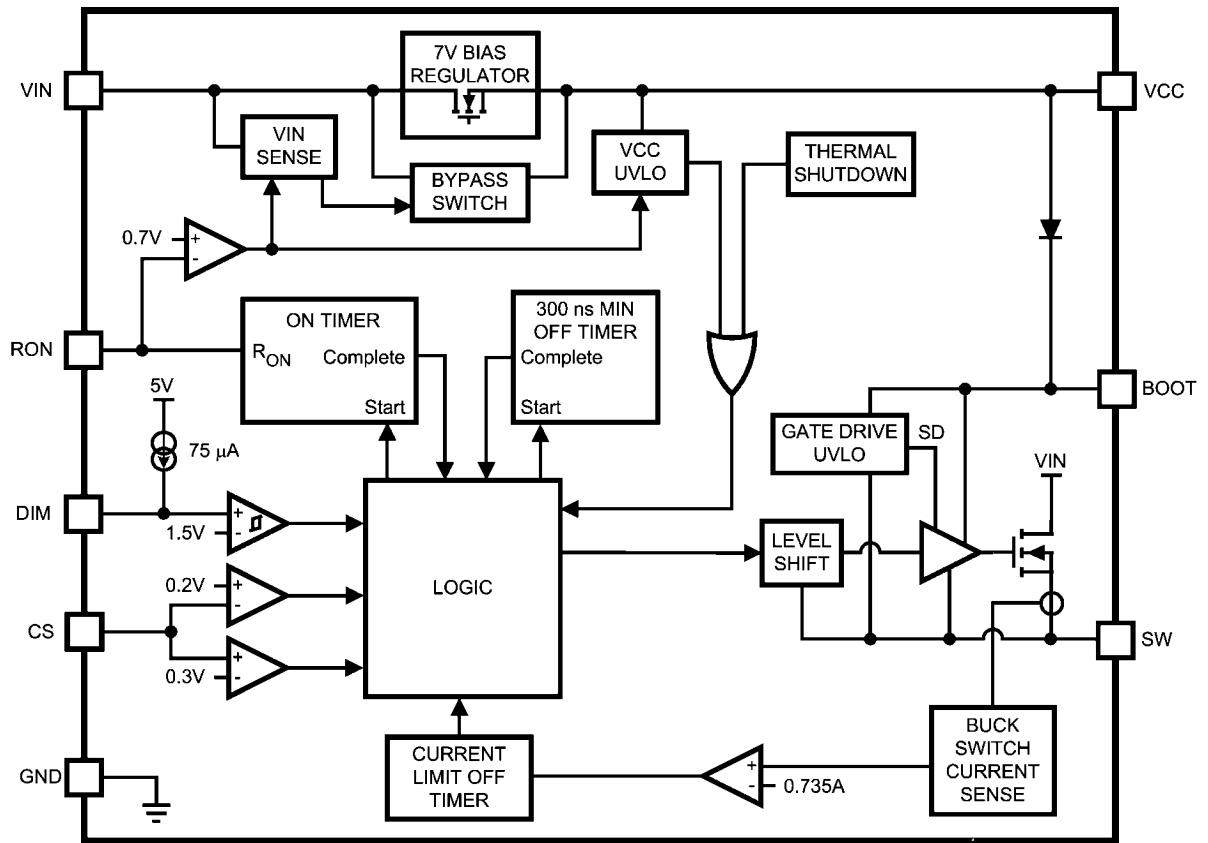 7V BIAS
REGULATOR
VIN
VCC
VIN
SENSE
BYPASS
SWITCH
VCC
UVLO
THERMAL
SHUTDOWN
0.7V
+
-
RON
ON TIMER
RON
Complete
Start
300 ns MIN
OFF TIMER
Complete
Start
BOOT
5V
75 μA
GATE DRIVE
UVLO
SD
VIN
DIM
+
1.5V
-
LEVEL
SHIFT
0.2V
+
-
LOGIC
CS
+
0.3V
-
SW
GND
CURRENT
LIMIT OFF
TIMER
+
-
0.735A
BUCK
SWITCH
CURRENT
SENSE